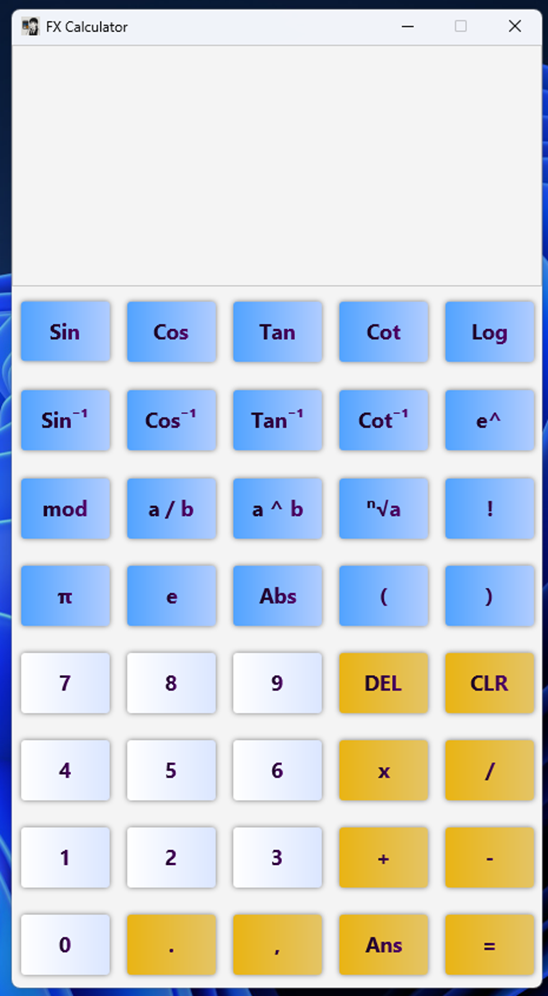 FX Calculator
Sin Cos Tan Cot Log
Sin⁻¹ Cos⁻¹ Tan⁻¹ Cot⁻¹ e^
mod a / b a ^ b ⁿ√a !
π e Abs ( )
7 8 9 DEL CLR
4 5 6 x /
1 2 3 + -
0 . , Ans =